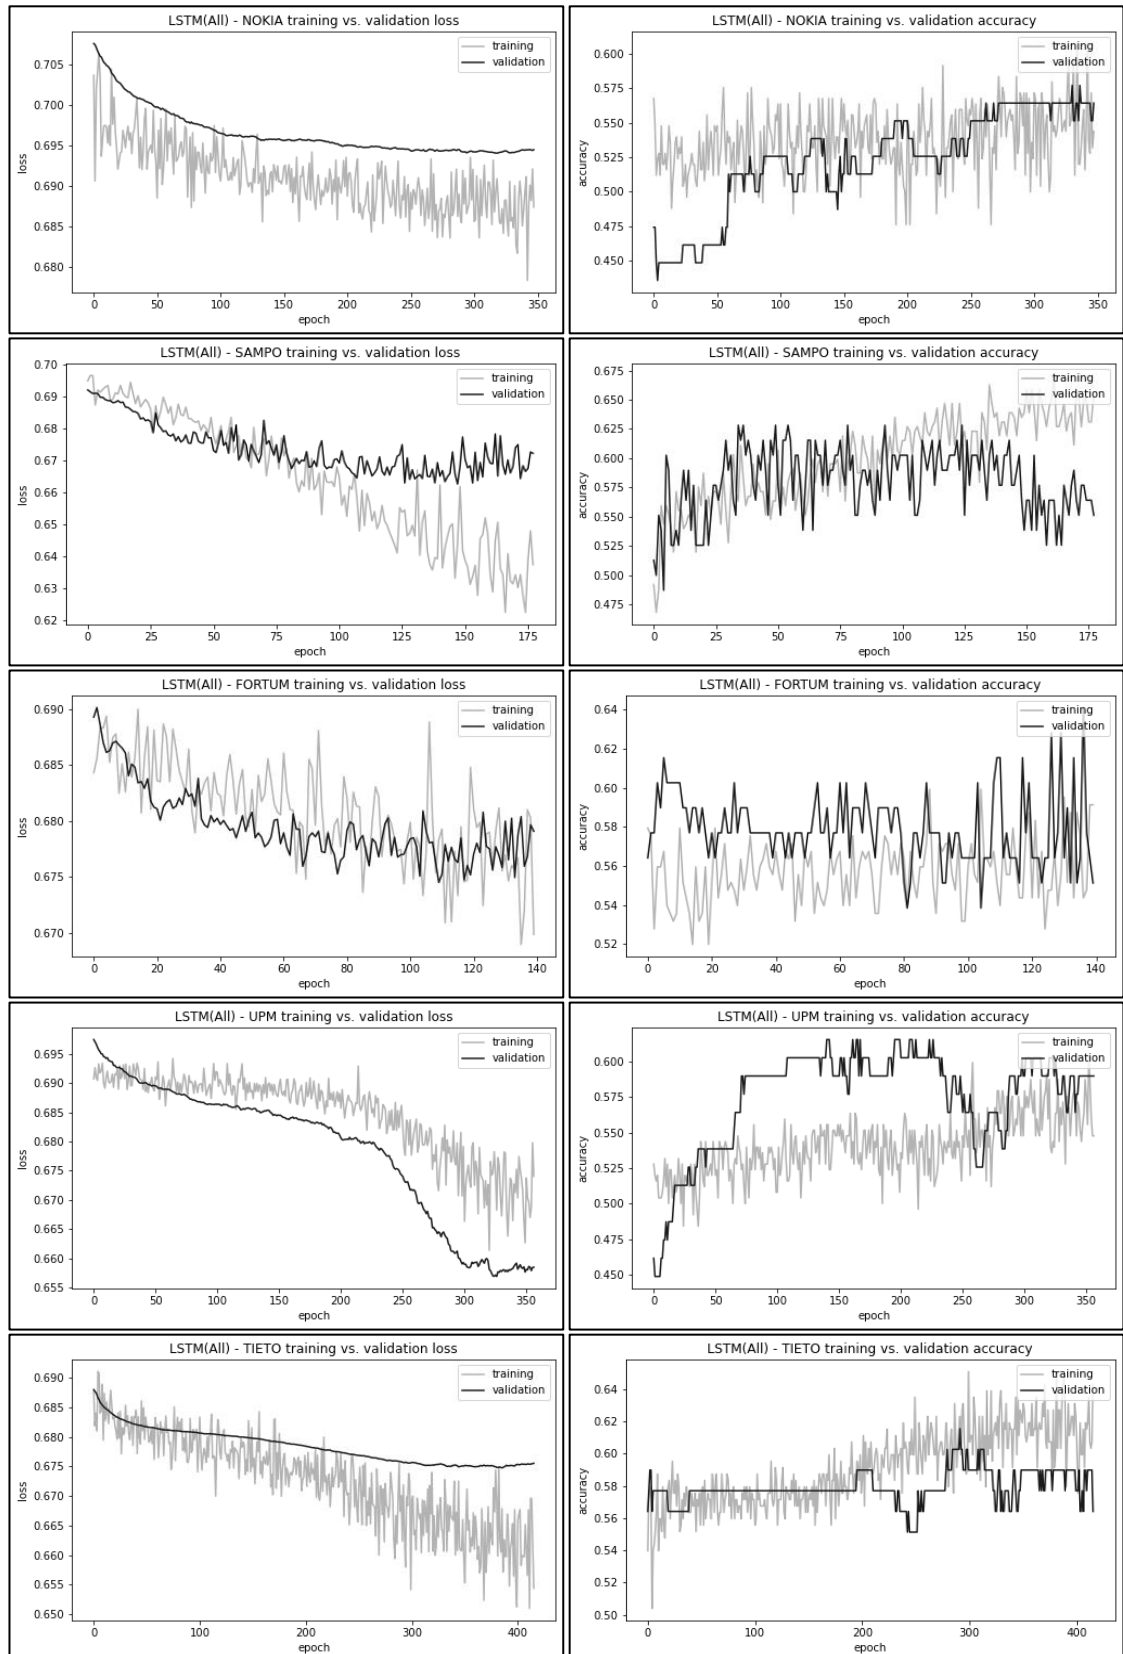 LSTM(All) - NOKIA training vs. validation loss
training
validation
0.705
0.700
0.695
0.690
0.685
0.680
loss
0 50 100 150 200 250 300 350
epoch
LSTM(All) - NOKIA training vs. validation accuracy
training
validation
0.600
0.575
0.550
0.525
0.500
0.475
0.450
accuracy
0 50 100 150 200 250 300 350
epoch
LSTM(All) - SAMPO training vs. validation loss
training
validation
0.70
0.69
0.68
0.67
0.66
0.65
0.64
0.63
0.62
loss
0 25 50 75 100 125 150 175
epoch
LSTM(All) - SAMPO training vs. validation accuracy
training
validation
0.675
0.650
0.625
0.600
0.575
0.550
0.525
0.500
0.475
accuracy
0 25 50 75 100 125 150 175
epoch
LSTM(All) - FORTUM training vs. validation loss
training
validation
0.690
0.685
0.680
0.675
0.670
loss
0 20 40 60 80 100 120 140
epoch
LSTM(All) - FORTUM training vs. validation accuracy
training
validation
0.64
0.62
0.60
0.58
0.56
0.54
0.52
accuracy
0 20 40 60 80 100 120 140
epoch
LSTM(All) - UPM training vs. validation loss
training
validation
0.695
0.690
0.685
0.680
0.675
0.670
0.665
0.660
0.655
loss
0 50 100 150 200 250 300 350
epoch
LSTM(All) - UPM training vs. validation accuracy
training
validation
0.600
0.575
0.550
0.525
0.500
0.475
0.450
accuracy
0 50 100 150 200 250 300 350
epoch
LSTM(All) - TIETO training vs. validation loss
training
validation
0.690
0.685
0.680
0.675
0.670
0.665
0.660
0.655
0.650
loss
0 100 200 300 400
epoch
LSTM(All) - TIETO training vs. validation accuracy
training
validation
0.64
0.62
0.60
0.58
0.56
0.54
0.52
0.50
accuracy
0 100 200 300 400
epoch